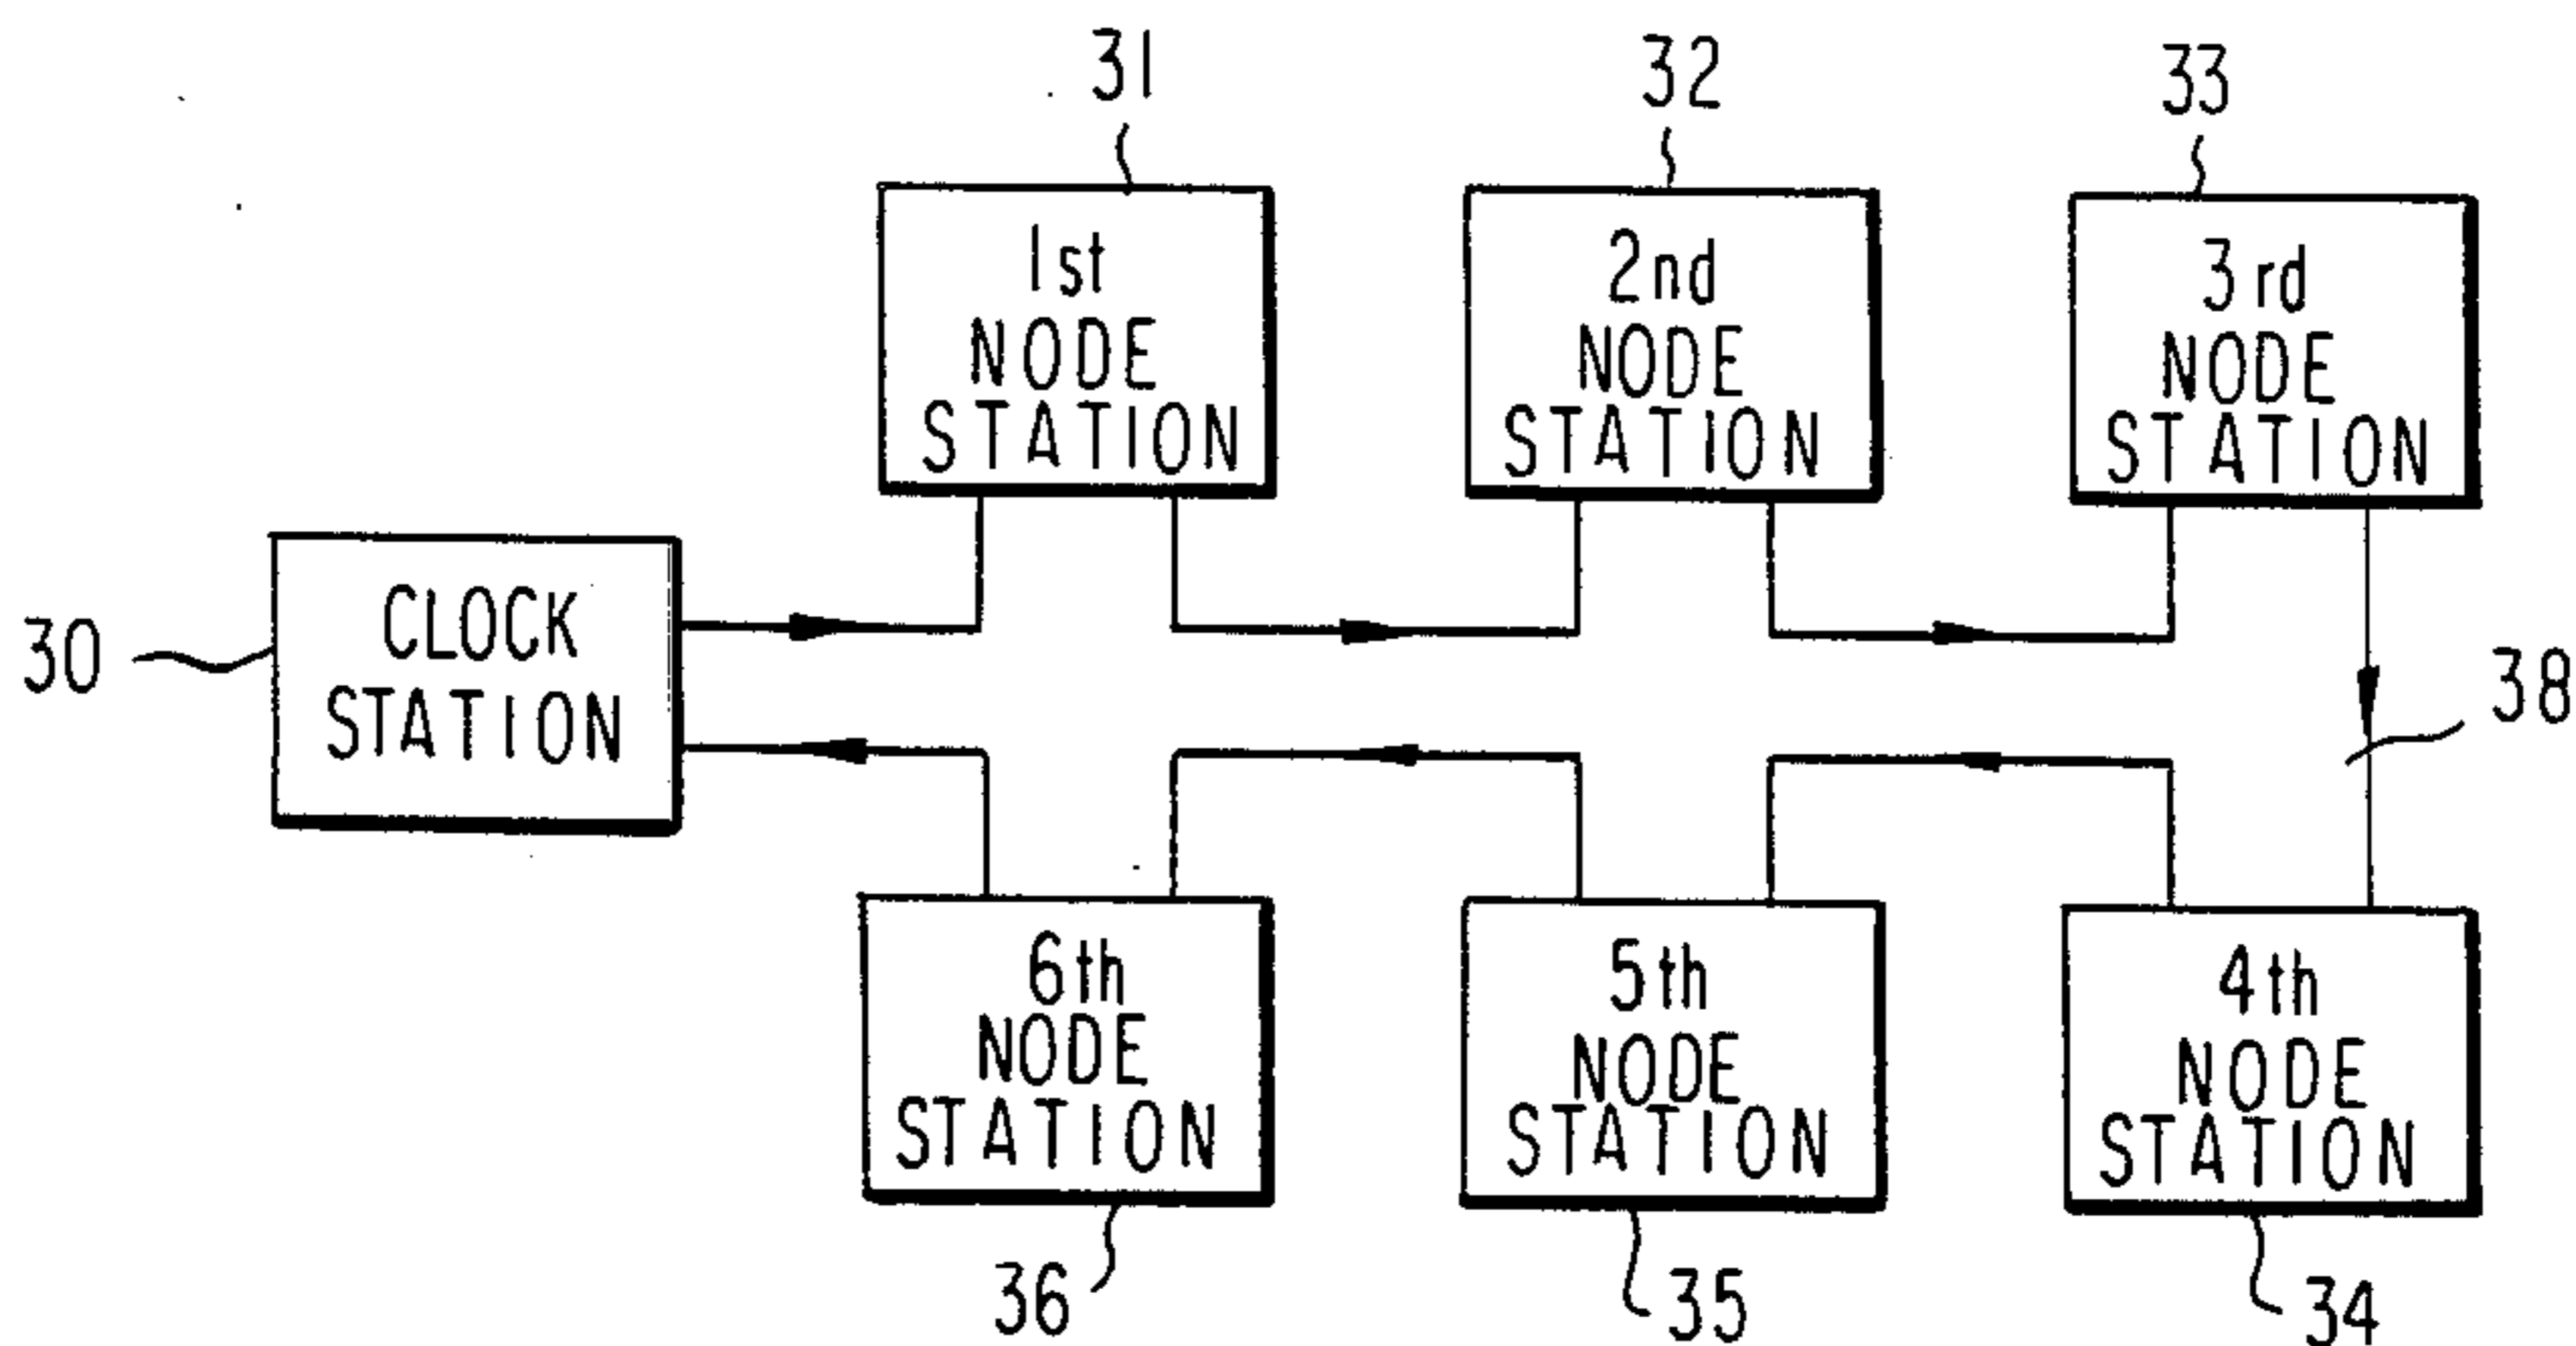 31
32
33
1st
NODE
STATION
2nd
NODE
STATION
3rd
NODE
STATION
30
CLOCK
STATION
38
6th
NODE
STATION
5th
NODE
STATION
4th
NODE
STATION
36
35
34